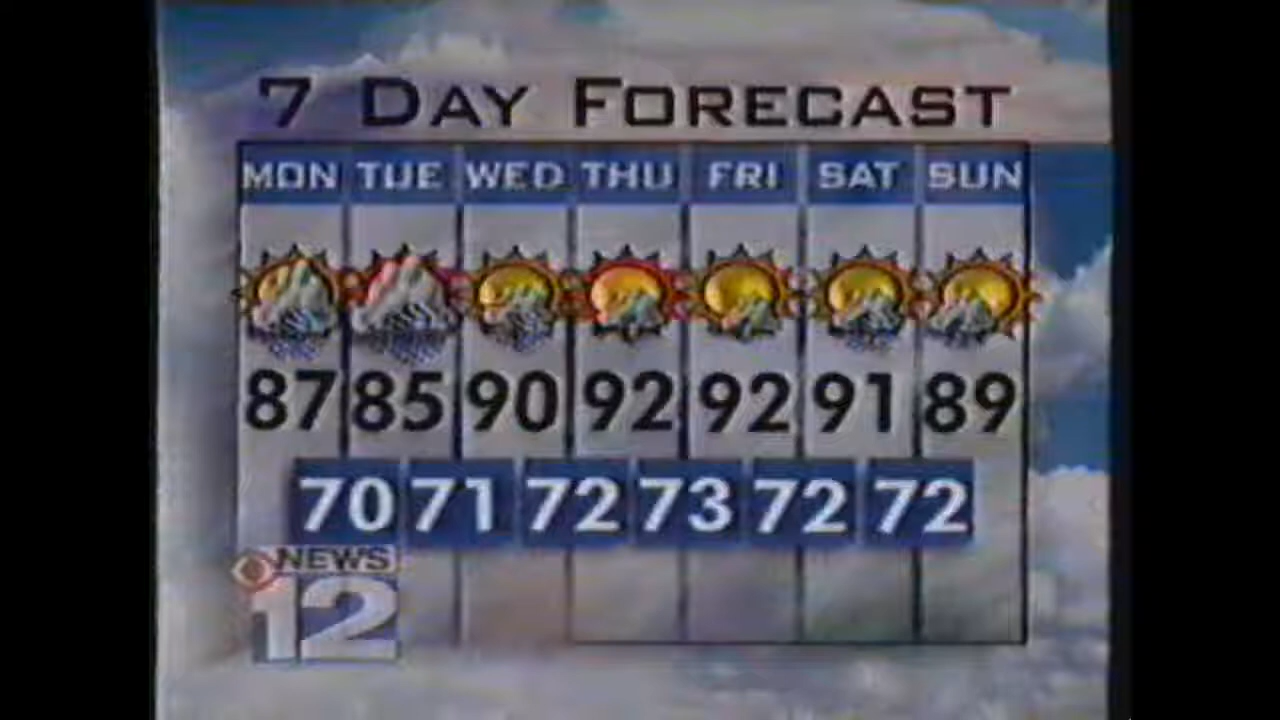 7 DAY FORECAST
MON TUE WED THU FRI SAT SUN
87 85 90 92 92 91 89
70 71 72 73 72 72
NEWS
12